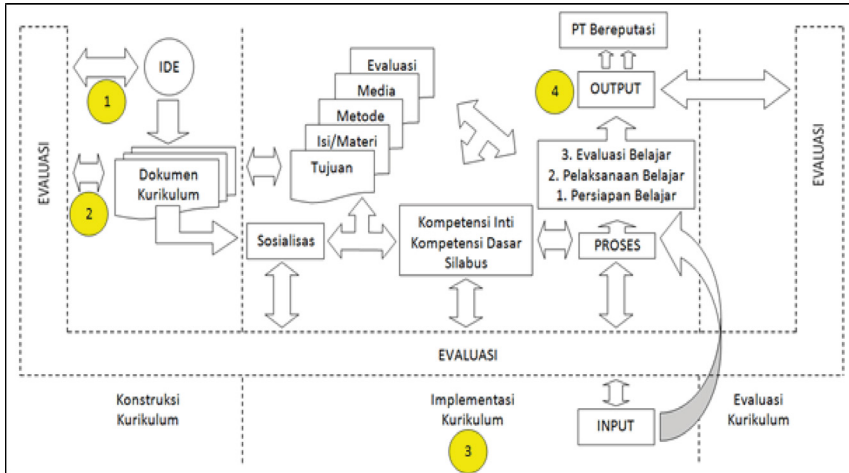 PT Bereputasi
IDE
1
Evaluasi
Media
Metode
Isi/Materi
Tujuan
4
OUTPUT
EVALUASI
EVALUASI
Dokumen
Kurikulum
2
3. Evaluasi Belajar
2. Pelaksanaan Belajar
1. Persiapan Belajar
Sosialisas
Kompetensi Inti
Kompetensi Dasar
Silabus
PROSES
EVALUASI
Konstruksi
Kurikulum
Implementasi
Kurikulum
3
INPUT
Evaluasi
Kurikulum